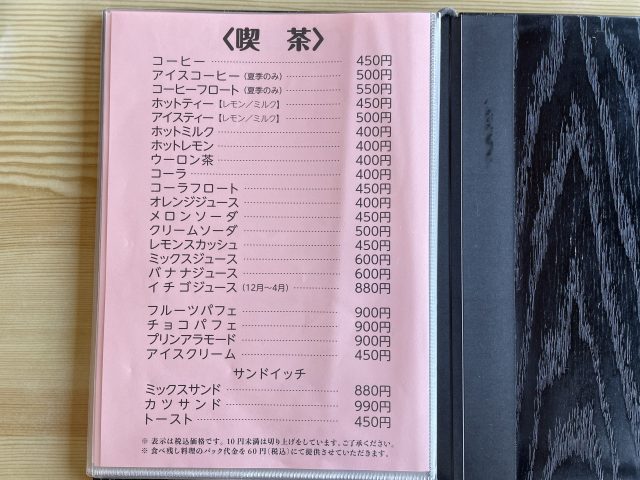 〈喫 茶〉
コーヒー 450円
アイスコーヒー(夏季のみ) 500円
コーヒーフロート(夏季のみ) 550円
ホットティー【レモン／ミルク】 450円
アイスティー【レモン／ミルク】 500円
ホットミルク 400円
ホットレモン 400円
ウーロン茶 400円
コーラ 400円
コーラフロート 450円
オレンジジュース 400円
メロンソーダ 450円
クリームソーダ 500円
レモンスカッシュ 450円
ミックスジュース 600円
バナナジュース 600円
イチゴジュース(12月〜4月) 880円
フルーツパフェ 900円
チョコパフェ 900円
プリンアラモード 900円
アイスクリーム 450円
サンドイッチ
ミックスサンド 880円
カツサンド 990円
トースト 450円
※ 表示は税込価格です。10円未満は切り上げをしています。ご了承ください。
※ 食べ残し料理のパック代金を60円(税込)にて提供させていただきます。